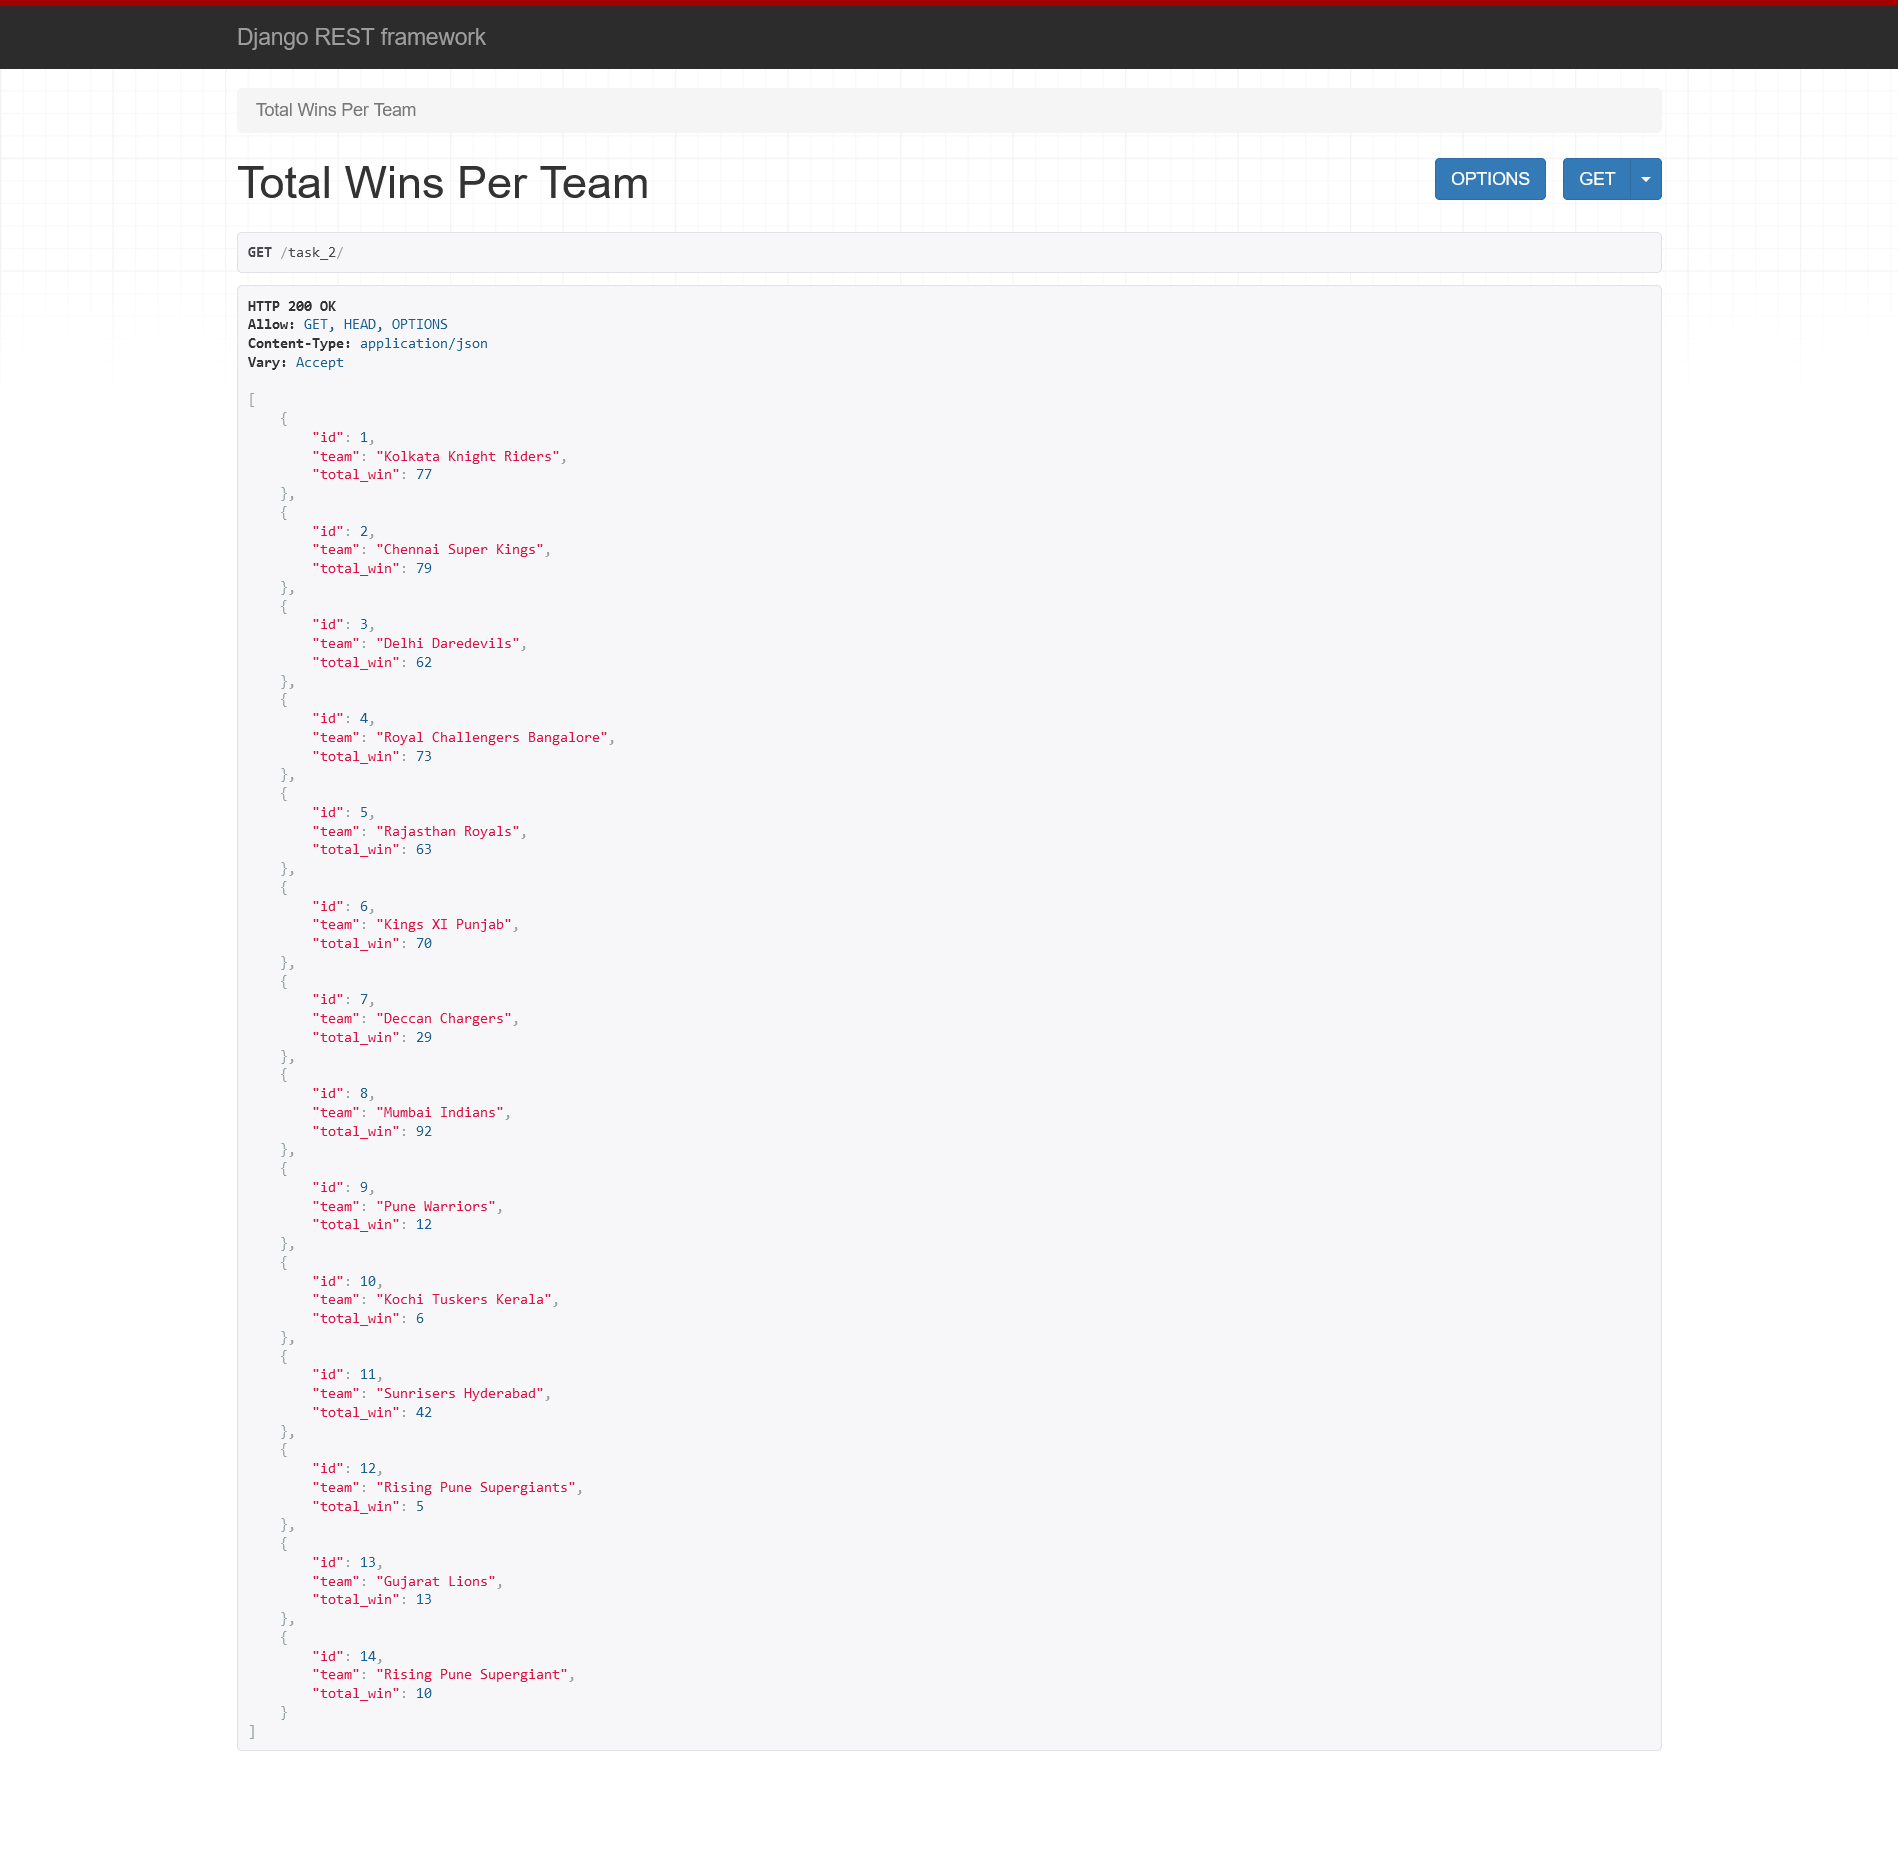 Django REST framework
Total Wins Per Team
Total Wins Per Team
OPTIONS
GET
GET /task_2/
HTTP 200 OK
Allow: GET, HEAD, OPTIONS
Content-Type: application/json
Vary: Accept
[
    {
        "id": 1,
        "team": "Kolkata Knight Riders",
        "total_win": 77
    },
    {
        "id": 2,
        "team": "Chennai Super Kings",
        "total_win": 79
    },
    {
        "id": 3,
        "team": "Delhi Daredevils",
        "total_win": 62
    },
    {
        "id": 4,
        "team": "Royal Challengers Bangalore",
        "total_win": 73
    },
    {
        "id": 5,
        "team": "Rajasthan Royals",
        "total_win": 63
    },
    {
        "id": 6,
        "team": "Kings XI Punjab",
        "total_win": 70
    },
    {
        "id": 7,
        "team": "Deccan Chargers",
        "total_win": 29
    },
    {
        "id": 8,
        "team": "Mumbai Indians",
        "total_win": 92
    },
    {
        "id": 9,
        "team": "Pune Warriors",
        "total_win": 12
    },
    {
        "id": 10,
        "team": "Kochi Tuskers Kerala",
        "total_win": 6
    },
    {
        "id": 11,
        "team": "Sunrisers Hyderabad",
        "total_win": 42
    },
    {
        "id": 12,
        "team": "Rising Pune Supergiants",
        "total_win": 5
    },
    {
        "id": 13,
        "team": "Gujarat Lions",
        "total_win": 13
    },
    {
        "id": 14,
        "team": "Rising Pune Supergiant",
        "total_win": 10
    }
]